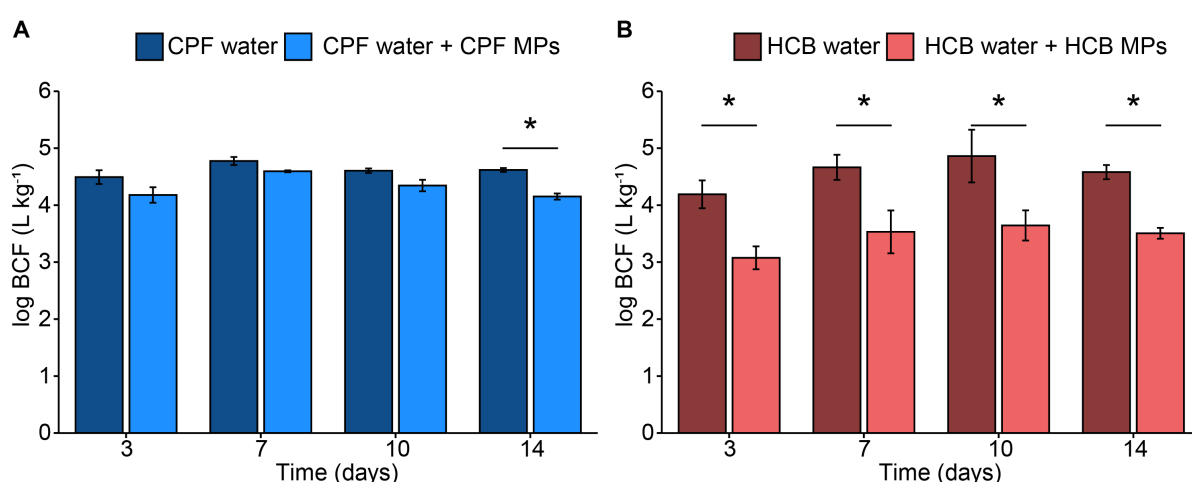 A
CPF water CPF water + CPF MPs
6
5
4
3
2
1
0
log BCF (L kg⁻¹)
*
3 7 10 14
Time (days)
B
HCB water HCB water + HCB MPs
6
5
4
3
2
1
0
log BCF (L kg⁻¹)
* * * *
3 7 10 14
Time (days)